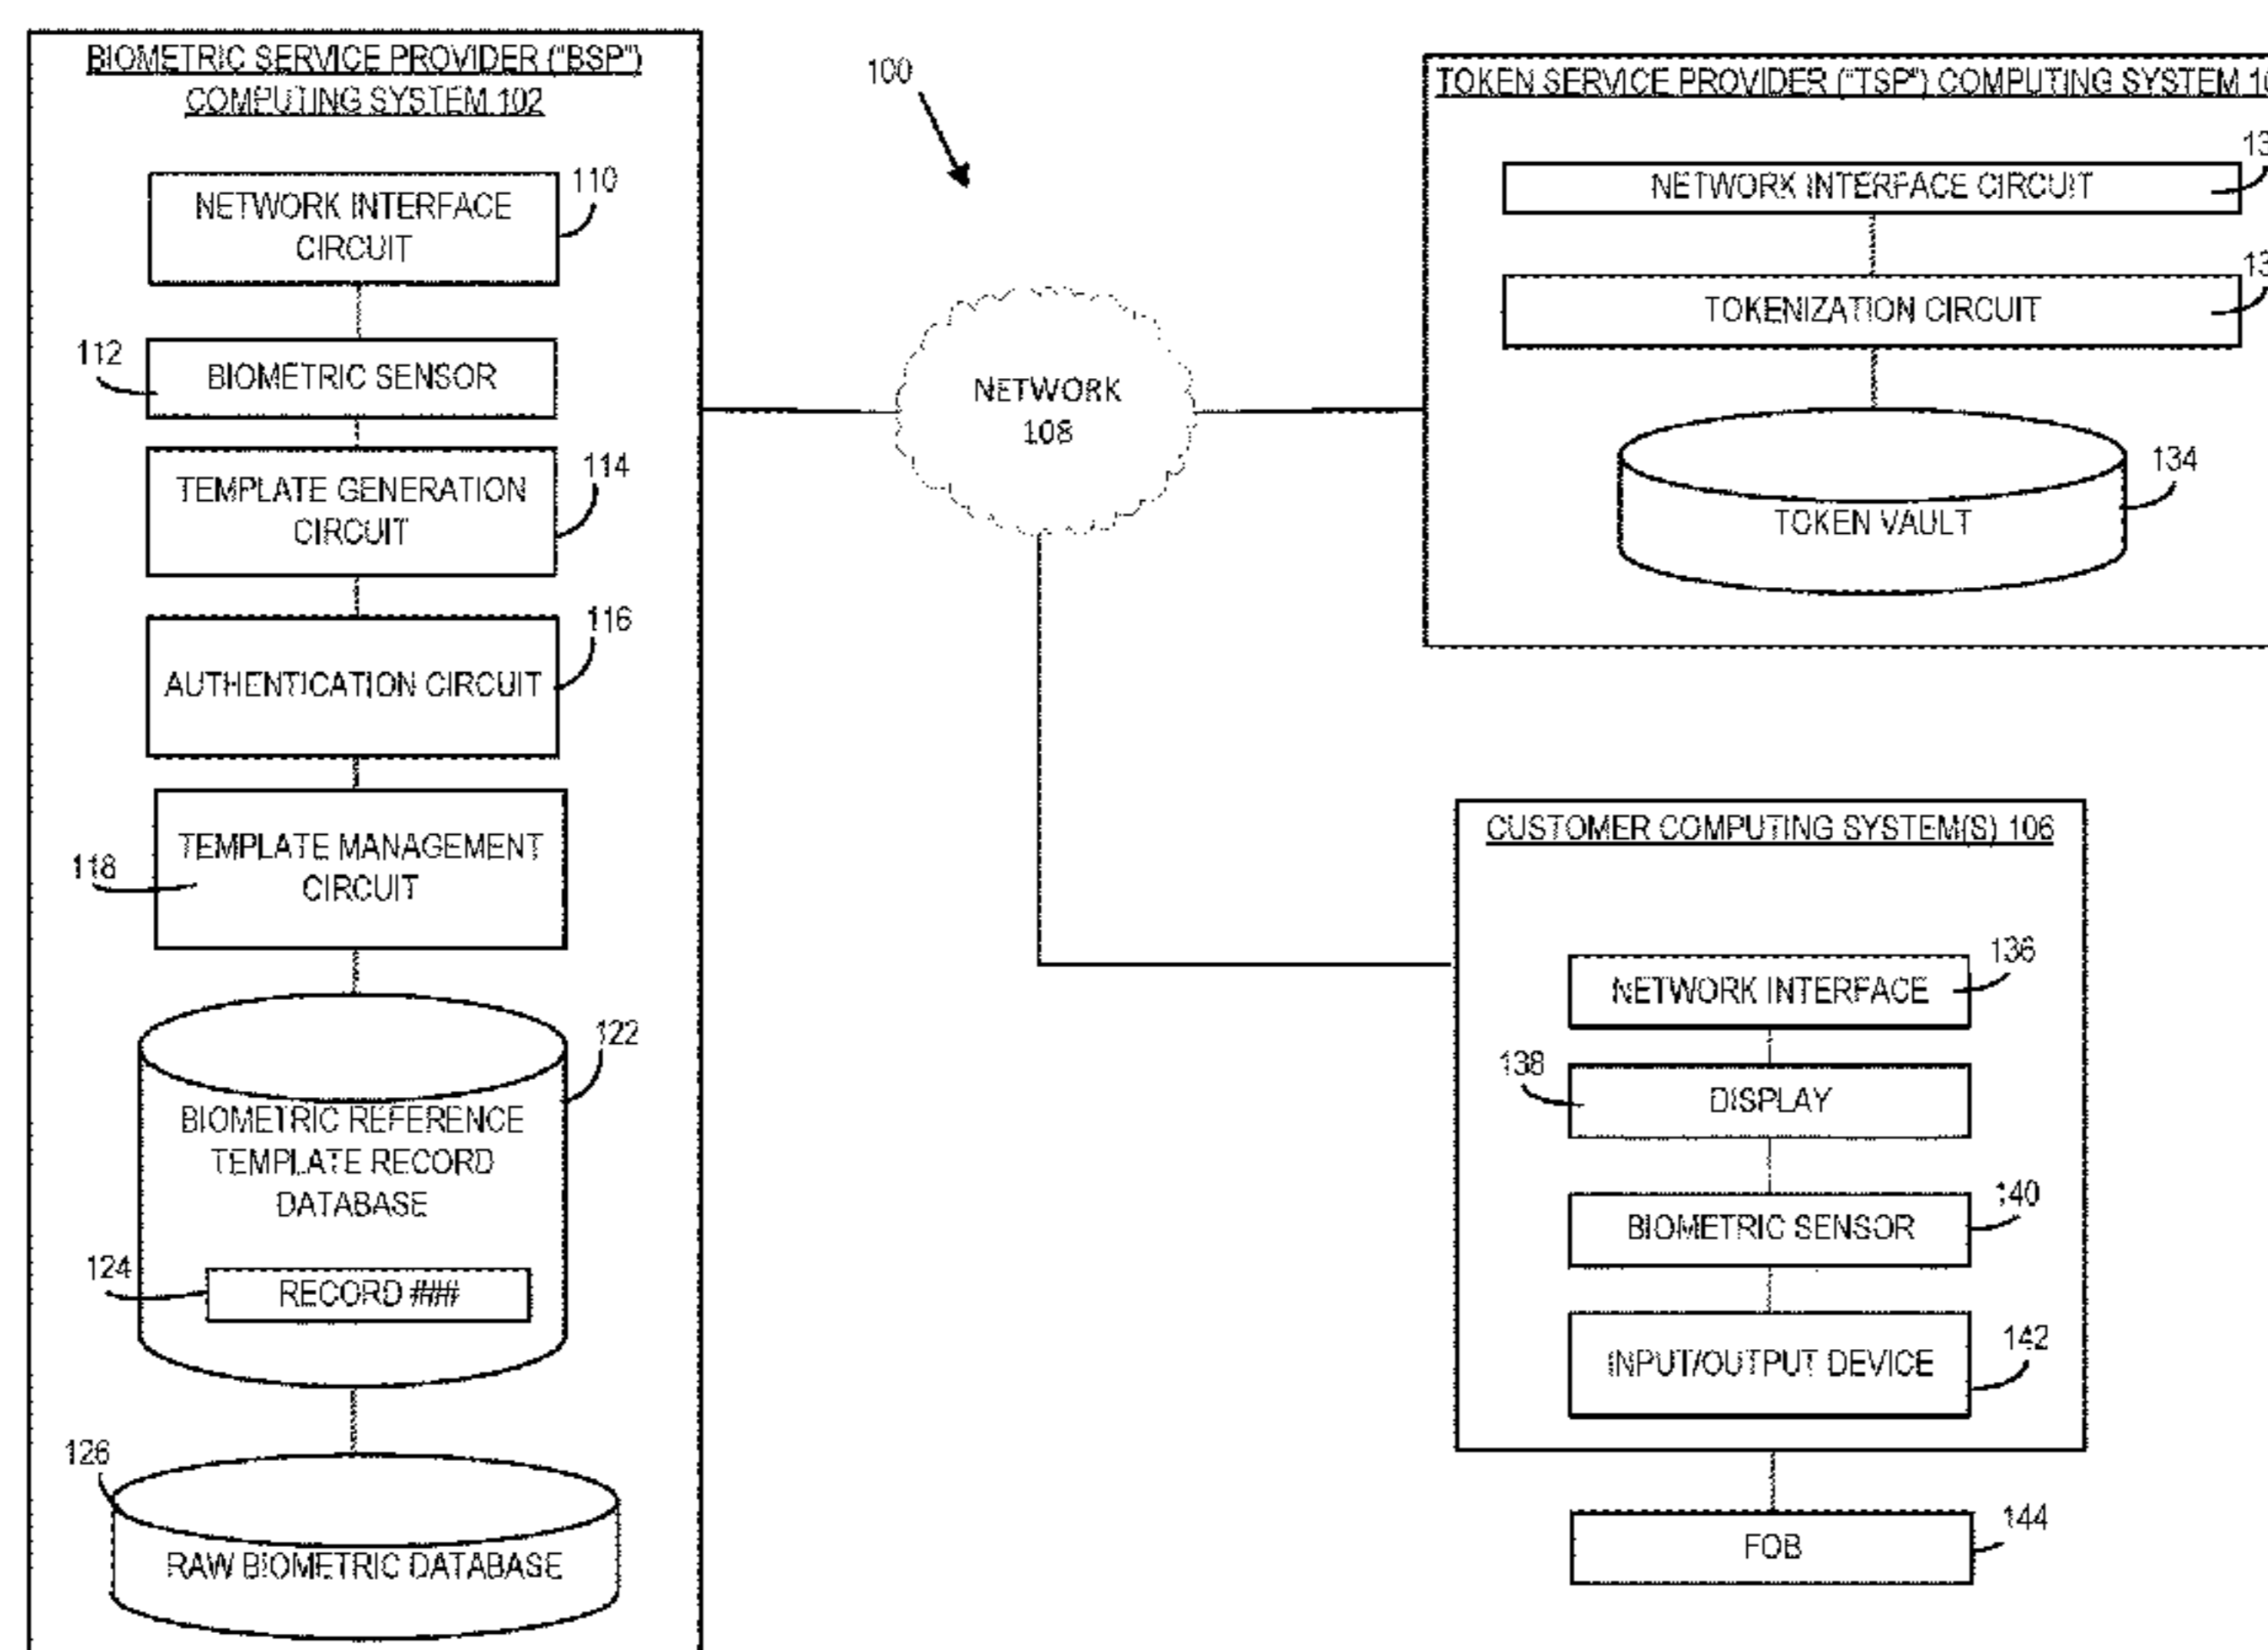 BIOMETRIC SERVICE PROVIDER ("BSP")
COMPUTING SYSTEM 102
110
NETWORK INTERFACE
CIRCUIT
112
BIOMETRIC SENSOR
114
TEMPLATE GENERATION
CIRCUIT
116
AUTHENTICATION CIRCUIT
118
TEMPLATE MANAGEMENT
CIRCUIT
122
BIOMETRIC REFERENCE
TEMPLATE RECORD
DATABASE
124
RECORD ###
126
RAW BIOMETRIC DATABASE
100
NETWORK
108
TOKEN SERVICE PROVIDER ("TSP") COMPUTING SYSTEM
NETWORK INTERFACE CIRCUIT
TOKENIZATION CIRCUIT
134
TOKEN VAULT
CUSTOMER COMPUTING SYSTEM(S) 106
136
NETWORK INTERFACE
138
DISPLAY
140
BIOMETRIC SENSOR
142
INPUT/OUTPUT DEVICE
144
FOB